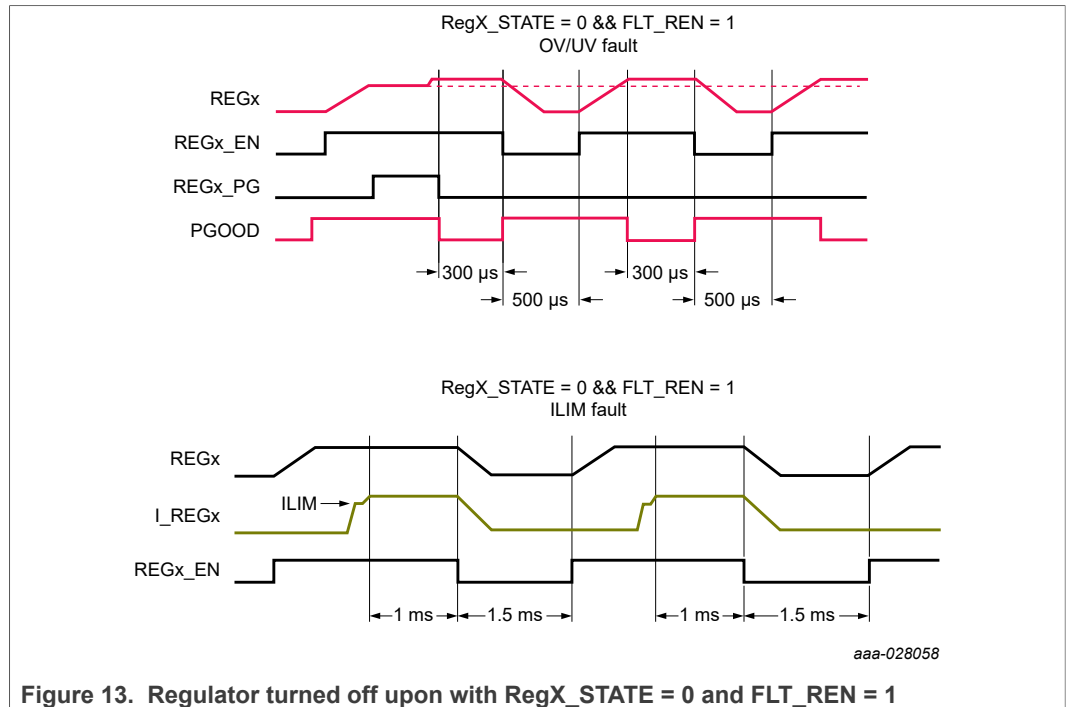 RegX_STATE = 0 && FLT_REN = 1
OV/UV fault
REGx
REGx_EN
REGx_PG
PGOOD
300 µs
300 µs
500 µs
500 µs
RegX_STATE = 0 && FLT_REN = 1
ILIM fault
REGx
ILIM
I_REGx
REGx_EN
1 ms
1.5 ms
1 ms
1.5 ms
aaa-028058
Figure 13. Regulator turned off upon with RegX_STATE = 0 and FLT_REN = 1